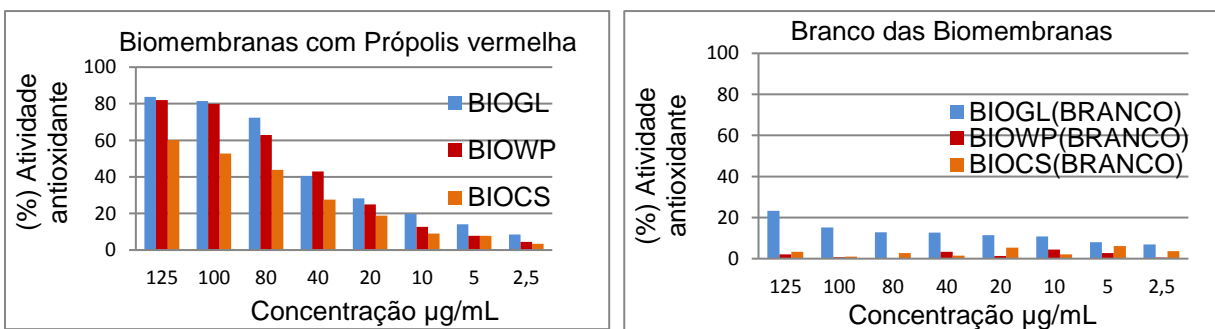 Biomembranas com Própolis vermelha
(%) Atividade
antioxidante
100
80
60
40
20
0
BIOGL
BIOWP
BIOCS
125 100 80 40 20 10 5 2,5
Concentração µg/mL
Branco das Biomembranas
(%) Atividade
antioxidante
100
80
60
40
20
0
BIOGL(BRANCO)
BIOWP(BRANCO)
BIOCS(BRANCO)
125 100 80 40 20 10 5 2,5
Concentração µg/mL